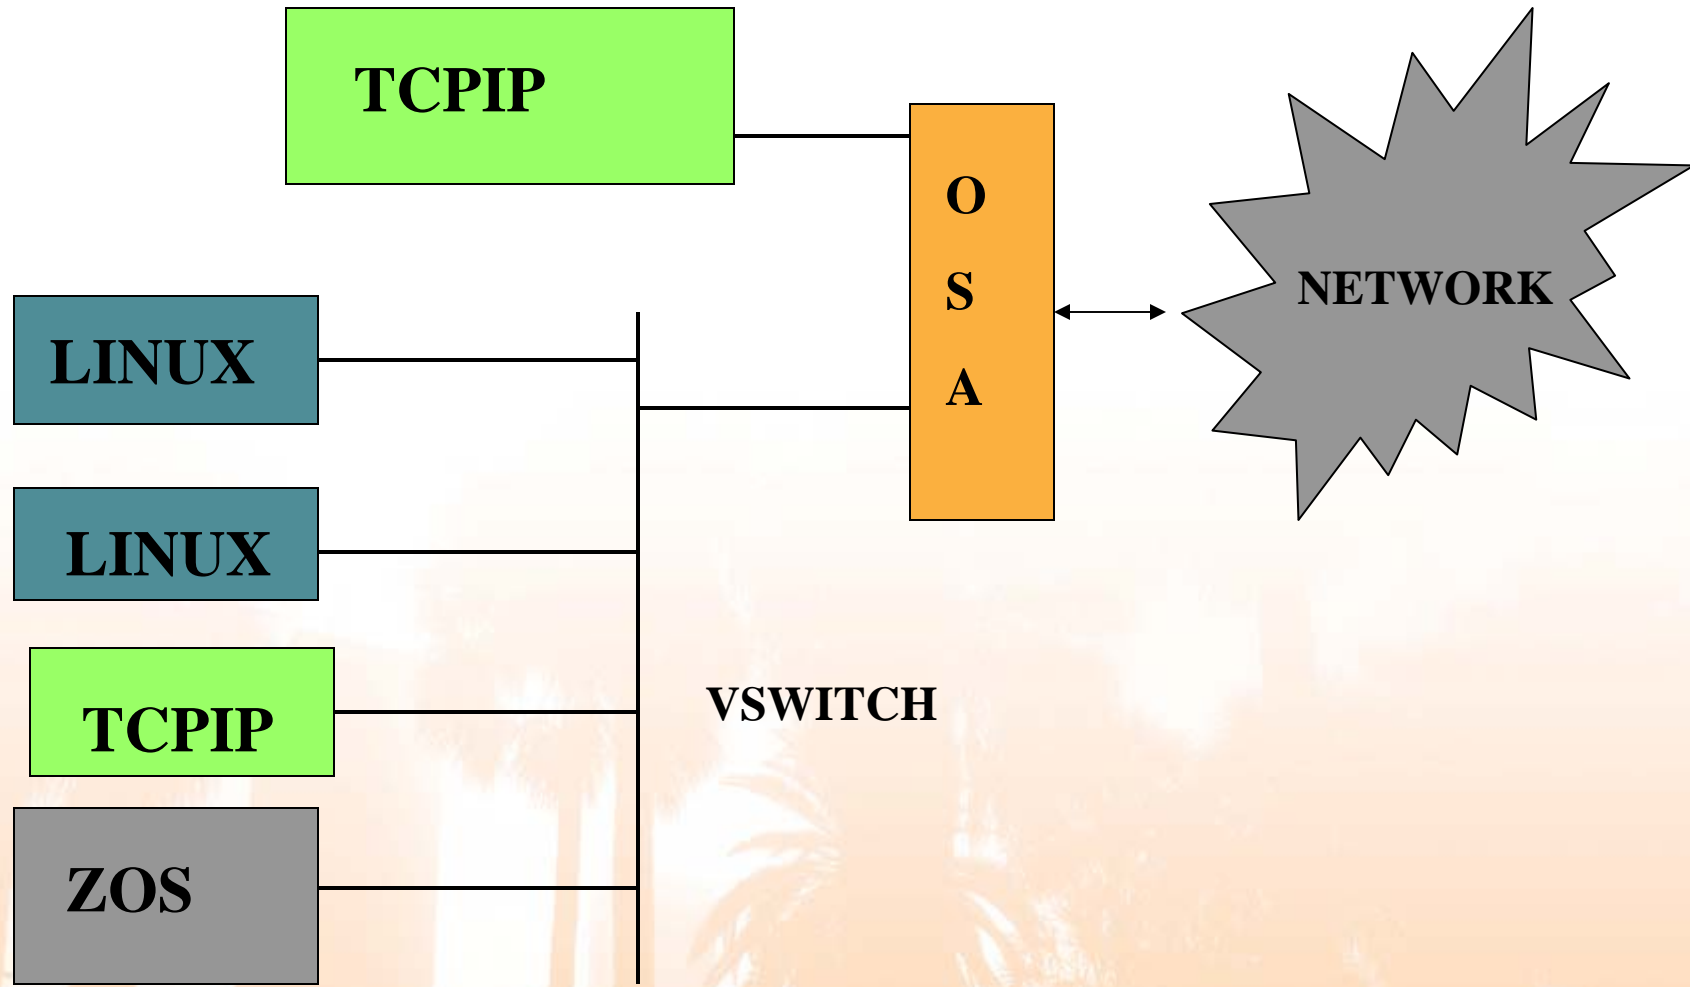 TCPIP
O
S
A
NETWORK
LINUX
LINUX
TCPIP
VSWITCH
ZOS